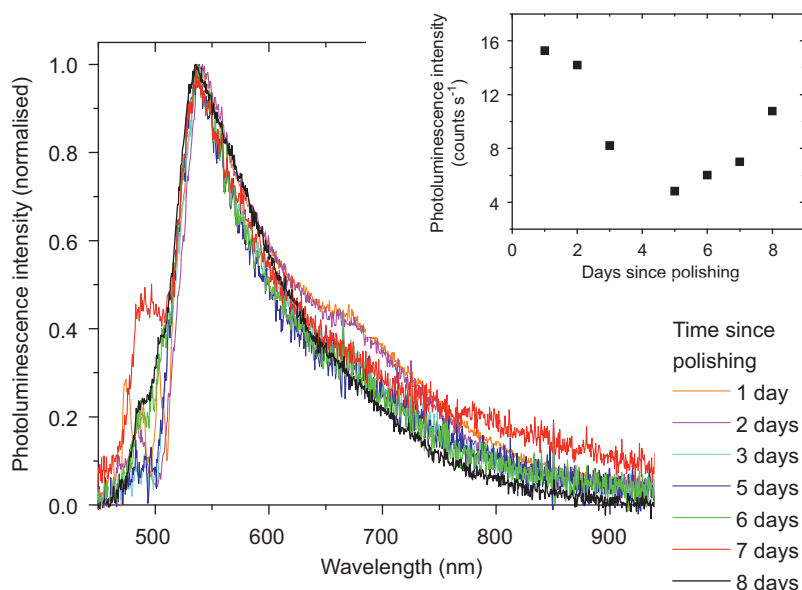 Photoluminescence intensity (normalised)
1.0
0.8
0.6
0.4
0.2
0.0
500
600
700
800
900
Wavelength (nm)
Photoluminescence intensity
(counts s⁻¹)
16
12
8
4
0
2
4
6
8
Days since polishing
Time since
polishing
1 day
2 days
3 days
5 days
6 days
7 days
8 days